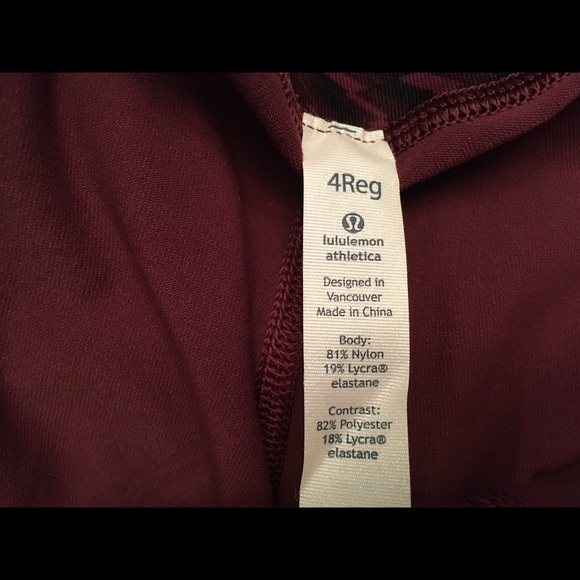 4Reg
lululemon
athletica
Designed in
Vancouver
Made in China
Body:
81% Nylon
19% Lycra®
elastane
Contrast:
82% Polyester
18% Lycra®
elastane